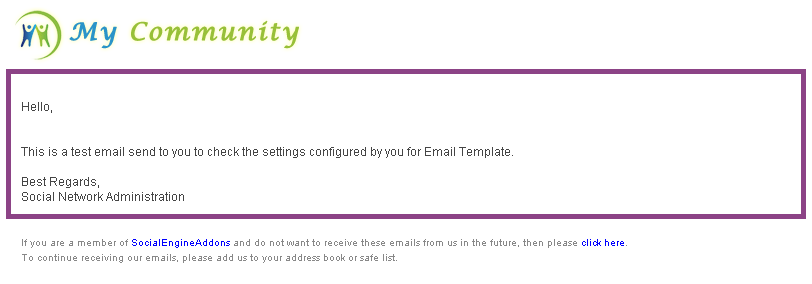 My Community
Hello,
This is a test email send to you to check the settings configured by you for Email Template.
Best Regards,
Social Network Administration
If you are a member of SocialEngineAddons and do not want to receive these emails from us in the future, then please click here.
To continue receiving our emails, please add us to your address book or safe list.